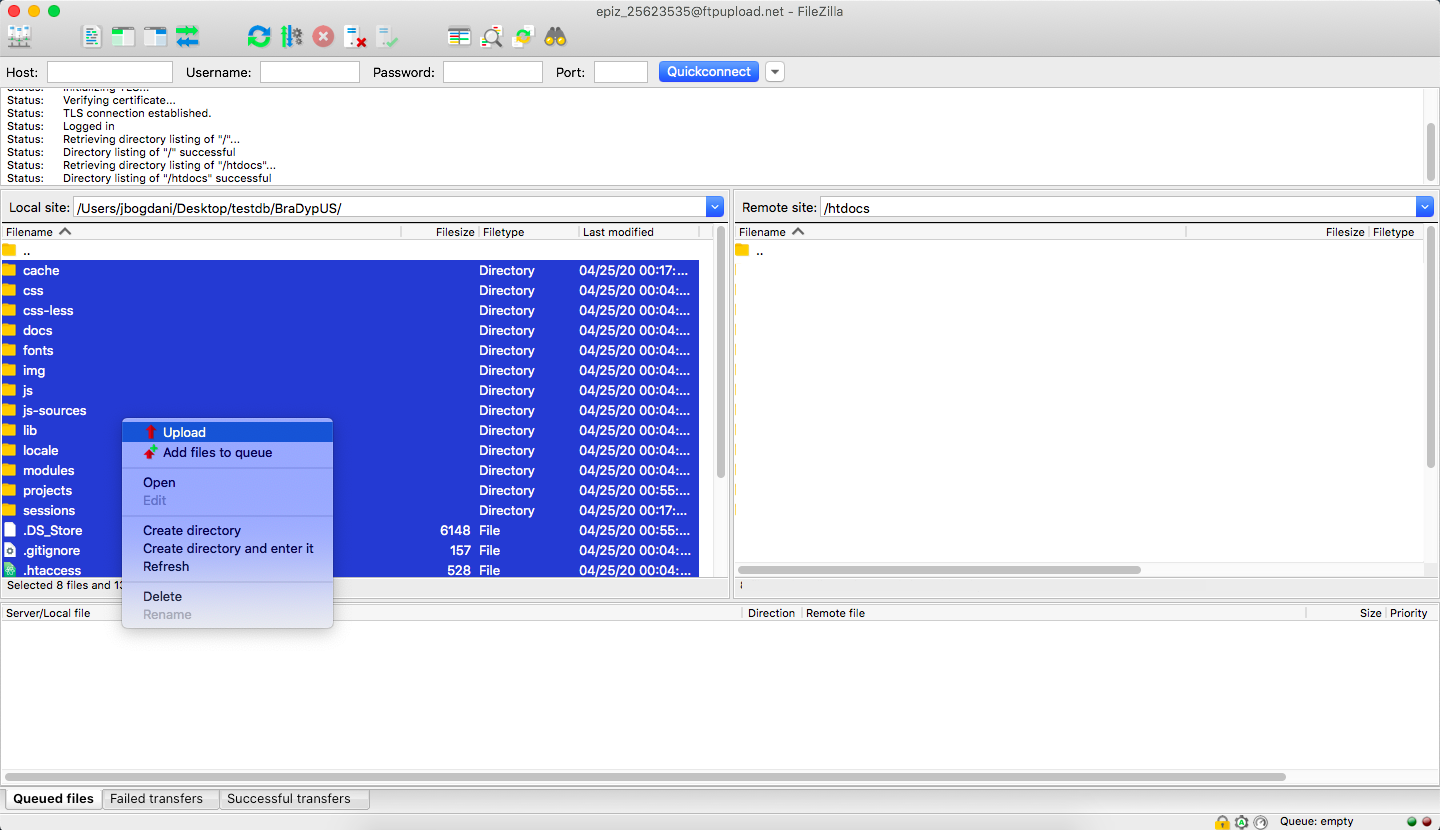 epiz_25623535@ftpupload.net - FileZilla
Host: Username: Password: Port: Quickconnect
Status: Initializing TLS...
Status: Verifying certificate...
Status: TLS connection established.
Status: Logged in
Status: Retrieving directory listing of "/"...
Status: Directory listing of "/" successful
Status: Retrieving directory listing of "/htdocs"...
Status: Directory listing of "/htdocs" successful
Local site: /Users/jbogdani/Desktop/testdb/BraDypUS/
Filename Filesize Filetype Last modified
..
cache Directory 04/25/20 00:17:...
css Directory 04/25/20 00:04:...
css-less Directory 04/25/20 00:04:...
docs Directory 04/25/20 00:04:...
fonts Directory 04/25/20 00:04:...
img Directory 04/25/20 00:04:...
js Directory 04/25/20 00:04:...
js-sources Directory 04/25/20 00:04:...
lib Directory 04/25/20 00:04:...
locale Directory 04/25/20 00:04:...
modules Directory 04/25/20 00:04:...
projects Directory 04/25/20 00:55:...
sessions Directory 04/25/20 00:17:...
.DS_Store 6148 File 04/25/20 00:55:...
.gitignore 157 File 04/25/20 00:04:...
.htaccess 528 File 04/25/20 00:04:...
Selected 8 files and
Upload
Add files to queue
Open
Edit
Create directory
Create directory and enter it
Refresh
Delete
Rename
Remote site: /htdocs
Filename Filesize Filetype
..
Server/Local file Direction Remote file Size Priority
Queued files Failed transfers Successful transfers
Queue: empty